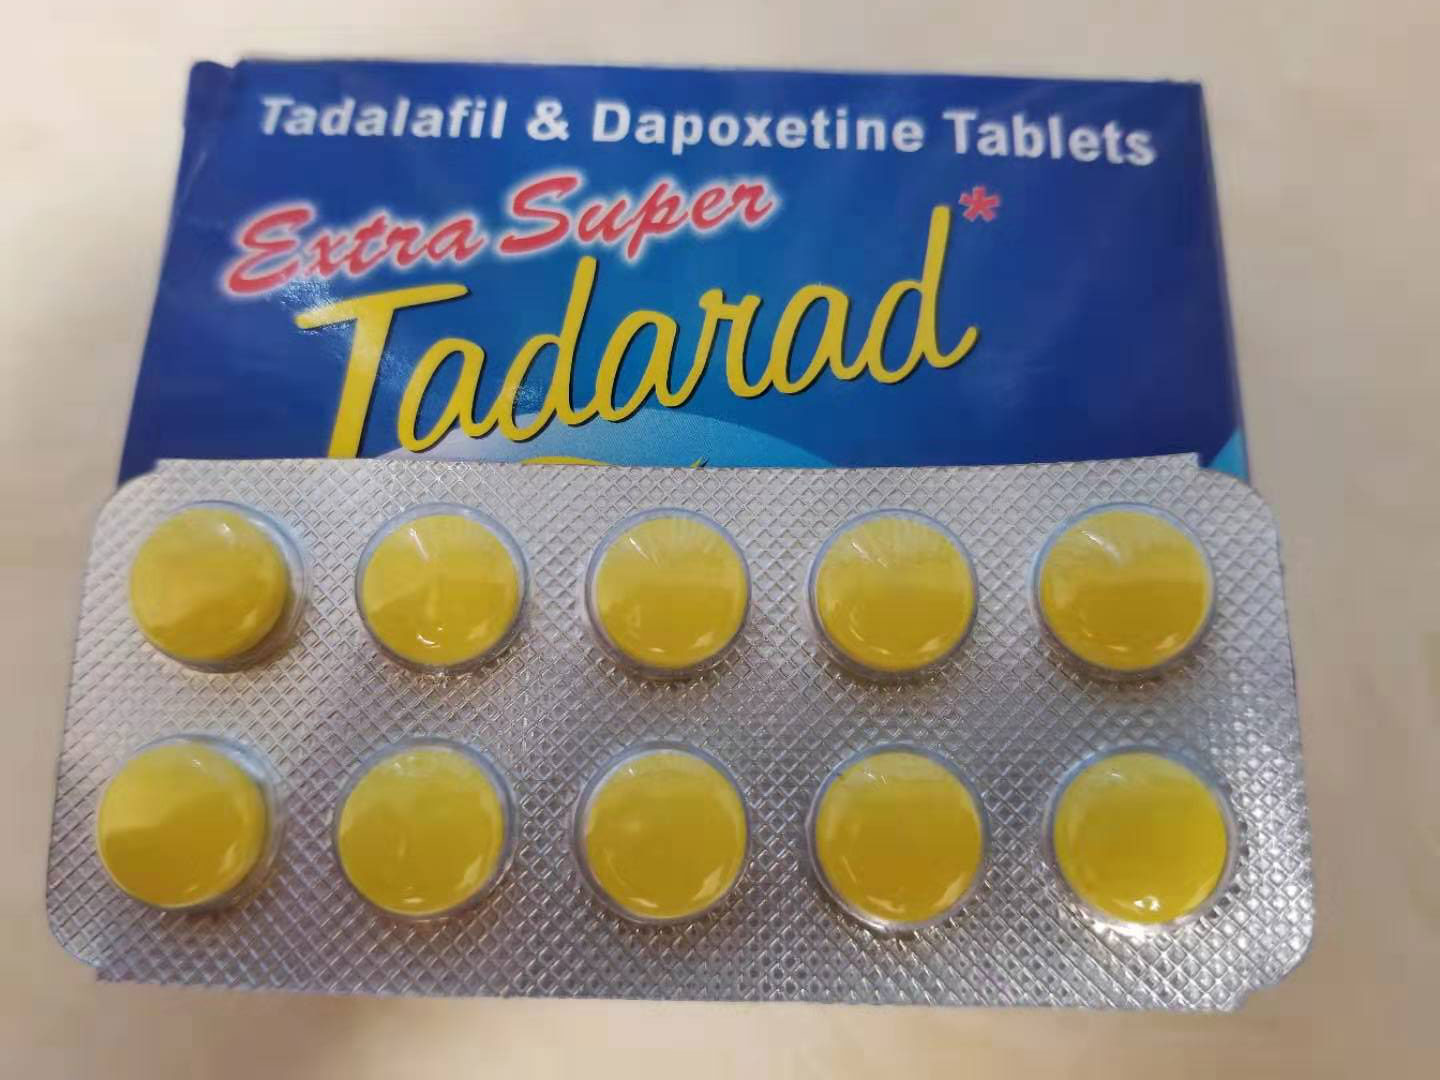 Tadalafil & Dapoxetine Tablets
Extra Super
Tadarad*